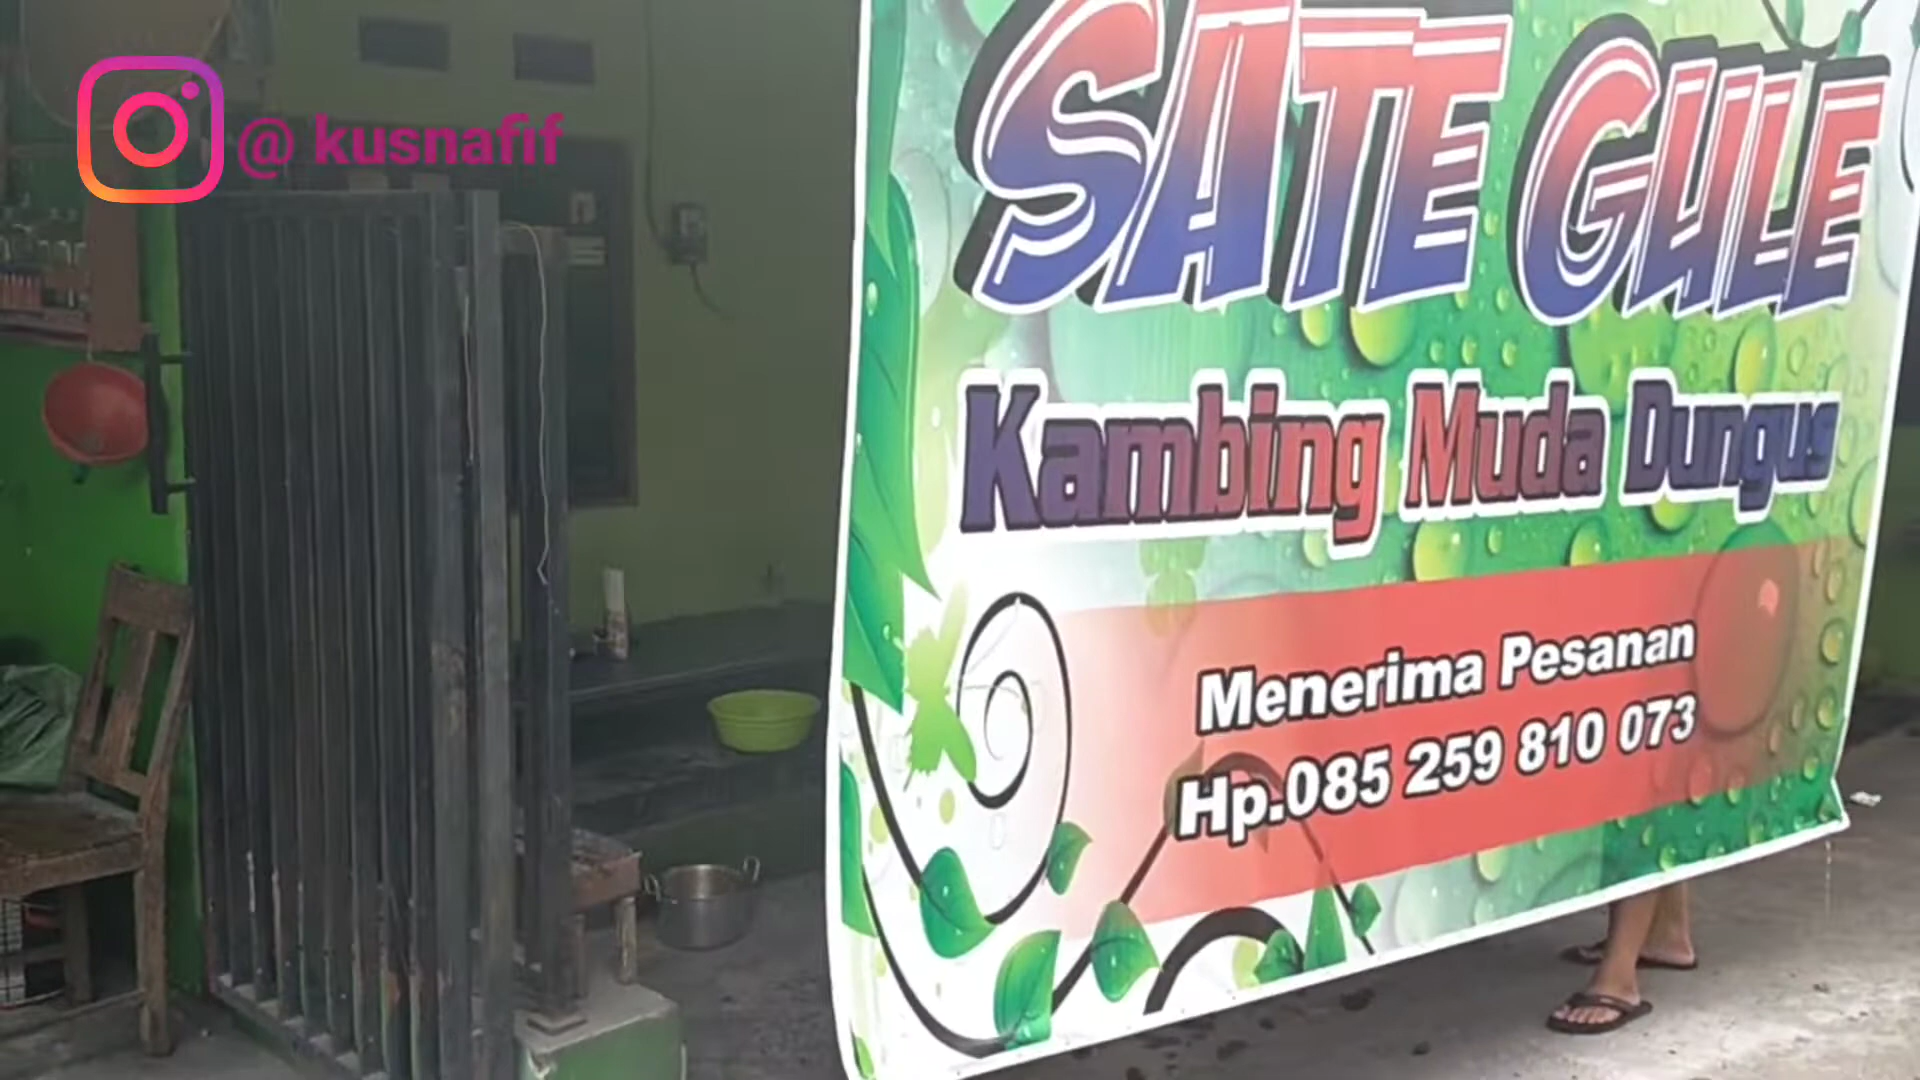 @ kusnafif
SATE GULE
Kambing Muda Dungus
Menerima Pesanan
Hp.085 259 810 073